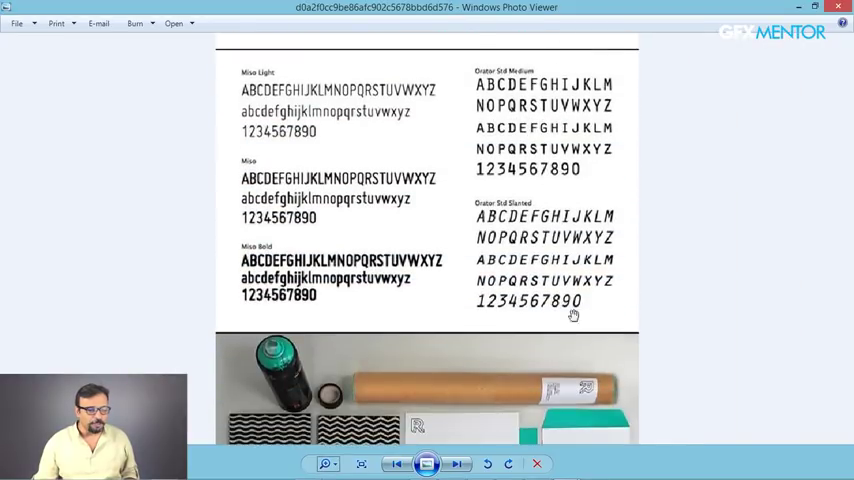 d0a2f0cc9be86afc902c5678bbd6d576 - Windows Photo Viewer
File Print E-mail Burn Open
GFXMENTOR
Miso Light
ABCDEFGHIJKLMNOPQRSTUVWXYZ
abcdefghijklmnopqrstuvwxyz
1234567890
Miso
ABCDEFGHIJKLMNOPQRSTUVWXYZ
abcdefghijklmnopqrstuvwxyz
1234567890
Miso Bold
ABCDEFGHIJKLMNOPQRSTUVWXYZ
abcdefghijklmnopqrstuvwxyz
1234567890
Orator Std Medium
ABCDEFGHIJKLM
NOPQRSTUVWXYZ
ABCDEFGHIJKLM
NOPQRSTUVWXYZ
1234567890
Orator Std Slanted
ABCDEFGHIJKLM
NOPQRSTUVWXYZ
ABCDEFGHIJKLM
NOPQRSTUVWXYZ
1234567890
R
R